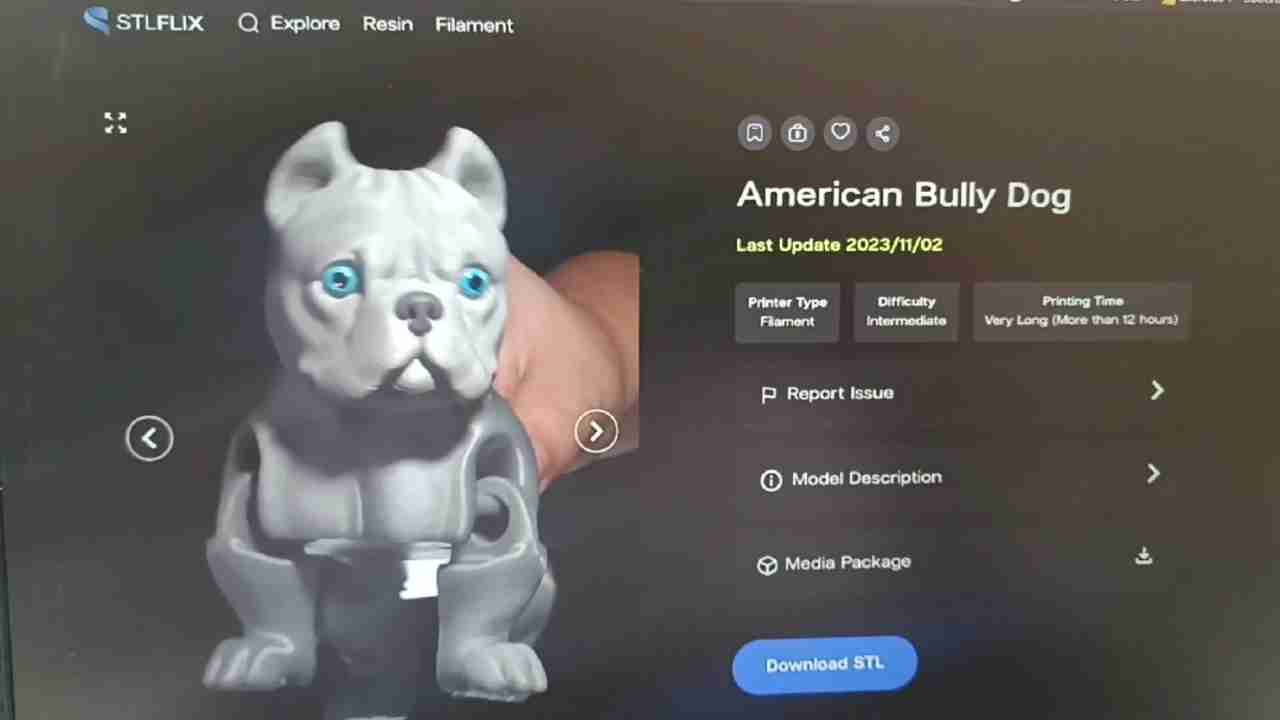 STLFLIX Explore Resin Filament
American Bully Dog
Last Update 2023/11/02
Printer Type
Filament
Difficulty
Intermediate
Printing Time
Very Long (More than 12 hours)
Report Issue
Model Description
Media Package
Download STL